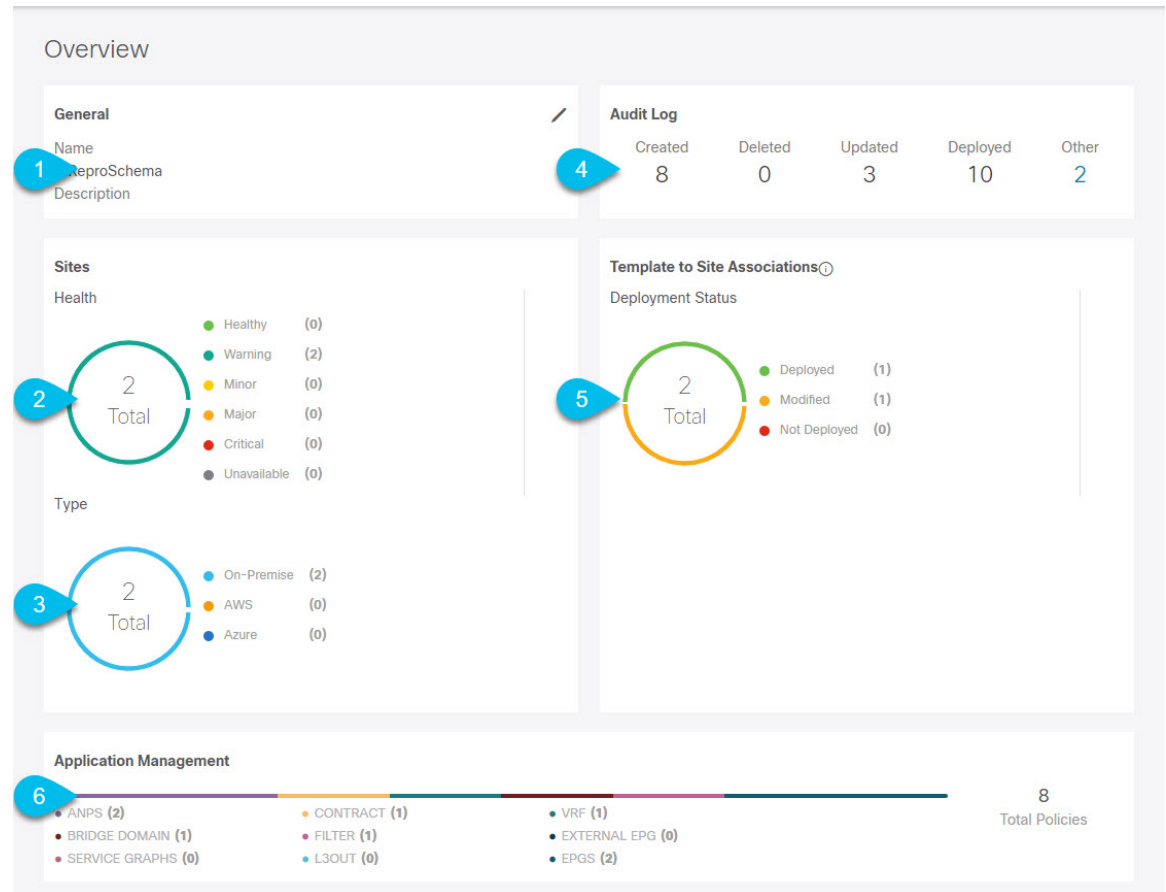 Overview
General
Name
1
ReproSchema
Description
Audit Log
Created Deleted Updated Deployed Other
4
8 0 3 10 2
Sites
Health
2
2
Total
Healthy (0)
Warning (2)
Minor (0)
Major (0)
Critical (0)
Unavailable (0)
Type
3
2
Total
On-Premise (2)
AWS (0)
Azure (0)
Template to Site Associations
Deployment Status
5
2
Total
Deployed (1)
Modified (1)
Not Deployed (0)
Application Management
6
ANPS (2) CONTRACT (1) VRF (1)
BRIDGE DOMAIN (1) FILTER (1) EXTERNAL EPG (0)
SERVICE GRAPHS (0) L3OUT (0) EPGS (2)
8
Total Policies